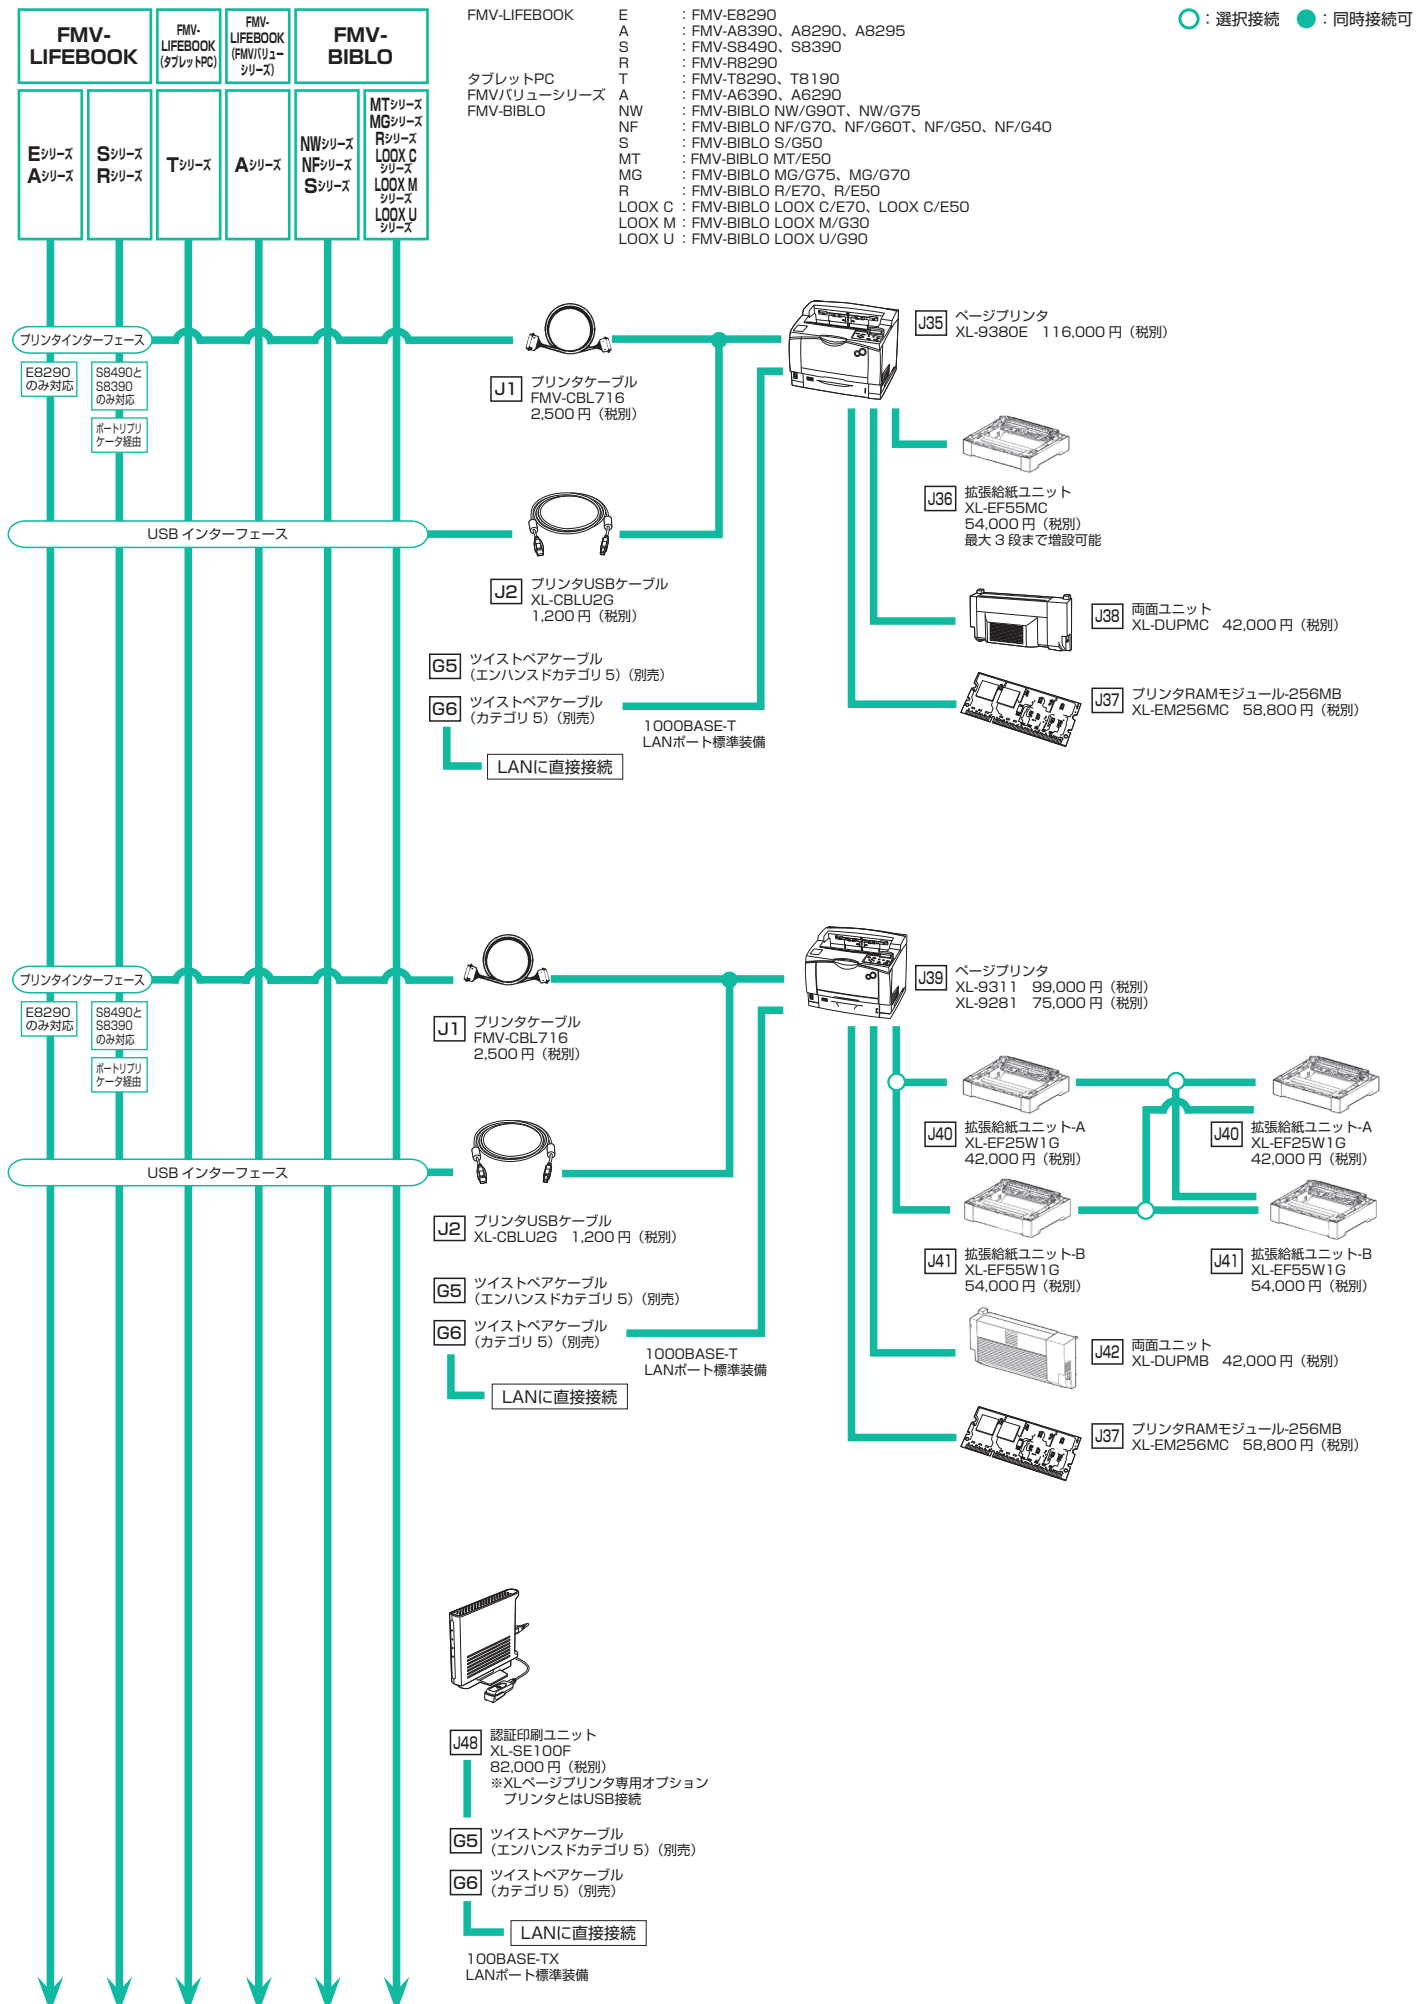 FMV-LIFEBOOK E : FMV-E8290
A : FMV-A8390、A8290、A8295
S : FMV-S8490、S8390
R : FMV-R8290
タブレットPC T : FMV-T8290、T8190
FMVバリューシリーズ A : FMV-A6390、A6290
FMV-BIBLO NW : FMV-BIBLO NW/G90T、NW/G75
NF : FMV-BIBLO NF/G70、NF/G60T、NF/G50、NF/G40
S : FMV-BIBLO S/G50
MT : FMV-BIBLO MT/E50
MG : FMV-BIBLO MG/G75、MG/G70
R : FMV-BIBLO R/E70、R/E50
LOOX C : FMV-BIBLO LOOX C/E70、LOOX C/E50
LOOX M : FMV-BIBLO LOOX M/G30
LOOX U : FMV-BIBLO LOOX U/G90
○：選択接続 ●：同時接続可
FMV-
LIFEBOOK
FMV-
LIFEBOOK
(タブレットPC)
FMV-
LIFEBOOK
(FMVバリュー
シリーズ)
FMV-
BIBLO
Eシリーズ
Aシリーズ
Sシリーズ
Rシリーズ
Tシリーズ
Aシリーズ
NWシリーズ
NFシリーズ
Sシリーズ
MTシリーズ
MGシリーズ
Rシリーズ
LOOX C
シリーズ
LOOX M
シリーズ
LOOX U
シリーズ
プリンタインターフェース
E8290
のみ対応
S8490と
S8390
のみ対応
ポートリプリ
ケータ経由
J1 プリンタケーブル
FMV-CBL716
2,500円（税別）
J35 ページプリンタ
XL-9380E 116,000円（税別）
J36 拡張給紙ユニット
XL-EF55MC
54,000円（税別）
最大3段まで増設可能
USBインターフェース
J2 プリンタUSBケーブル
XL-CBLU2G
1,200円（税別）
J38 両面ユニット
XL-DUPMC 42,000円（税別）
G5 ツイストペアケーブル
（エンハンスドカテゴリ5）（別売）
G6 ツイストペアケーブル
（カテゴリ5）（別売）
1000BASE-T
LANポート標準装備
LANに直接接続
J37 プリンタRAMモジュール-256MB
XL-EM256MC 58,800円（税別）
プリンタインターフェース
E8290
のみ対応
S8490と
S8390
のみ対応
ポートリプリ
ケータ経由
J1 プリンタケーブル
FMV-CBL716
2,500円（税別）
J39 ページプリンタ
XL-9311 99,000円（税別）
XL-9281 75,000円（税別）
J40 拡張給紙ユニット-A
XL-EF25W1G
42,000円（税別）
J40 拡張給紙ユニット-A
XL-EF25W1G
42,000円（税別）
USBインターフェース
J2 プリンタUSBケーブル
XL-CBLU2G 1,200円（税別）
J41 拡張給紙ユニット-B
XL-EF55W1G
54,000円（税別）
J41 拡張給紙ユニット-B
XL-EF55W1G
54,000円（税別）
G5 ツイストペアケーブル
（エンハンスドカテゴリ5）（別売）
G6 ツイストペアケーブル
（カテゴリ5）（別売）
1000BASE-T
LANポート標準装備
LANに直接接続
J42 両面ユニット
XL-DUPMB 42,000円（税別）
J37 プリンタRAMモジュール-256MB
XL-EM256MC 58,800円（税別）
J48 認証印刷ユニット
XL-SE100F
82,000円（税別）
※XLページプリンタ専用オプション
プリンタとはUSB接続
G5 ツイストペアケーブル
（エンハンスドカテゴリ5）（別売）
G6 ツイストペアケーブル
（カテゴリ5）（別売）
LANに直接接続
100BASE-TX
LANポート標準装備